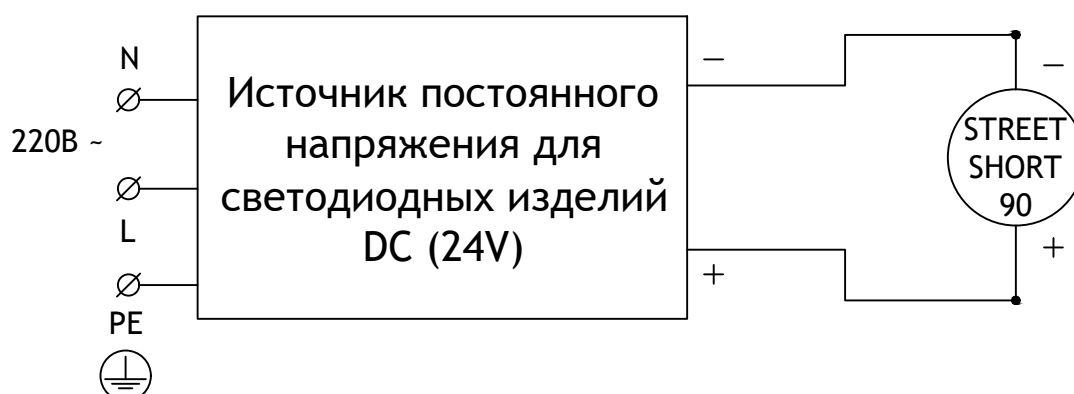 N
220В ~
L
PE
Источник постоянного
напряжения для
светодиодных изделий
DC (24V)
−
+
−
STREET
SHORT
90
+